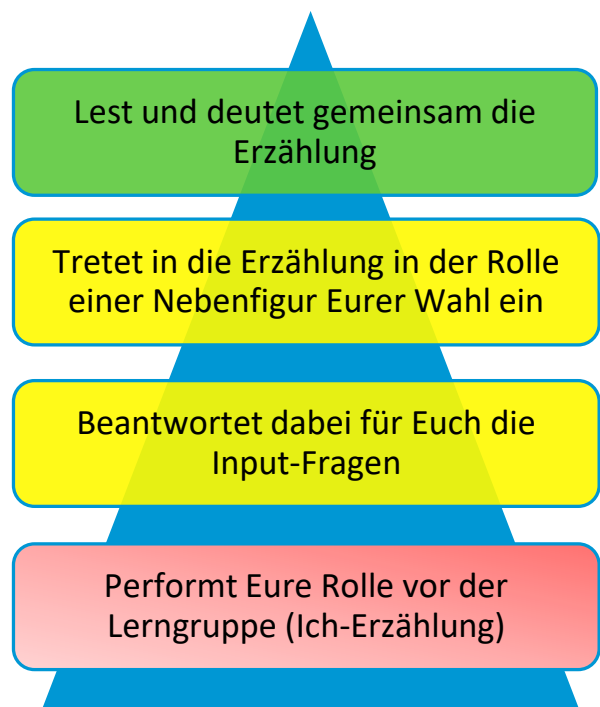 Lest und deutet gemeinsam die
Erzählung
Tretet in die Erzählung in der Rolle
einer Nebenfigur Eurer Wahl ein
Beantwortet dabei für Euch die
Input-Fragen
Performt Eure Rolle vor der
Lerngruppe (Ich-Erzählung)